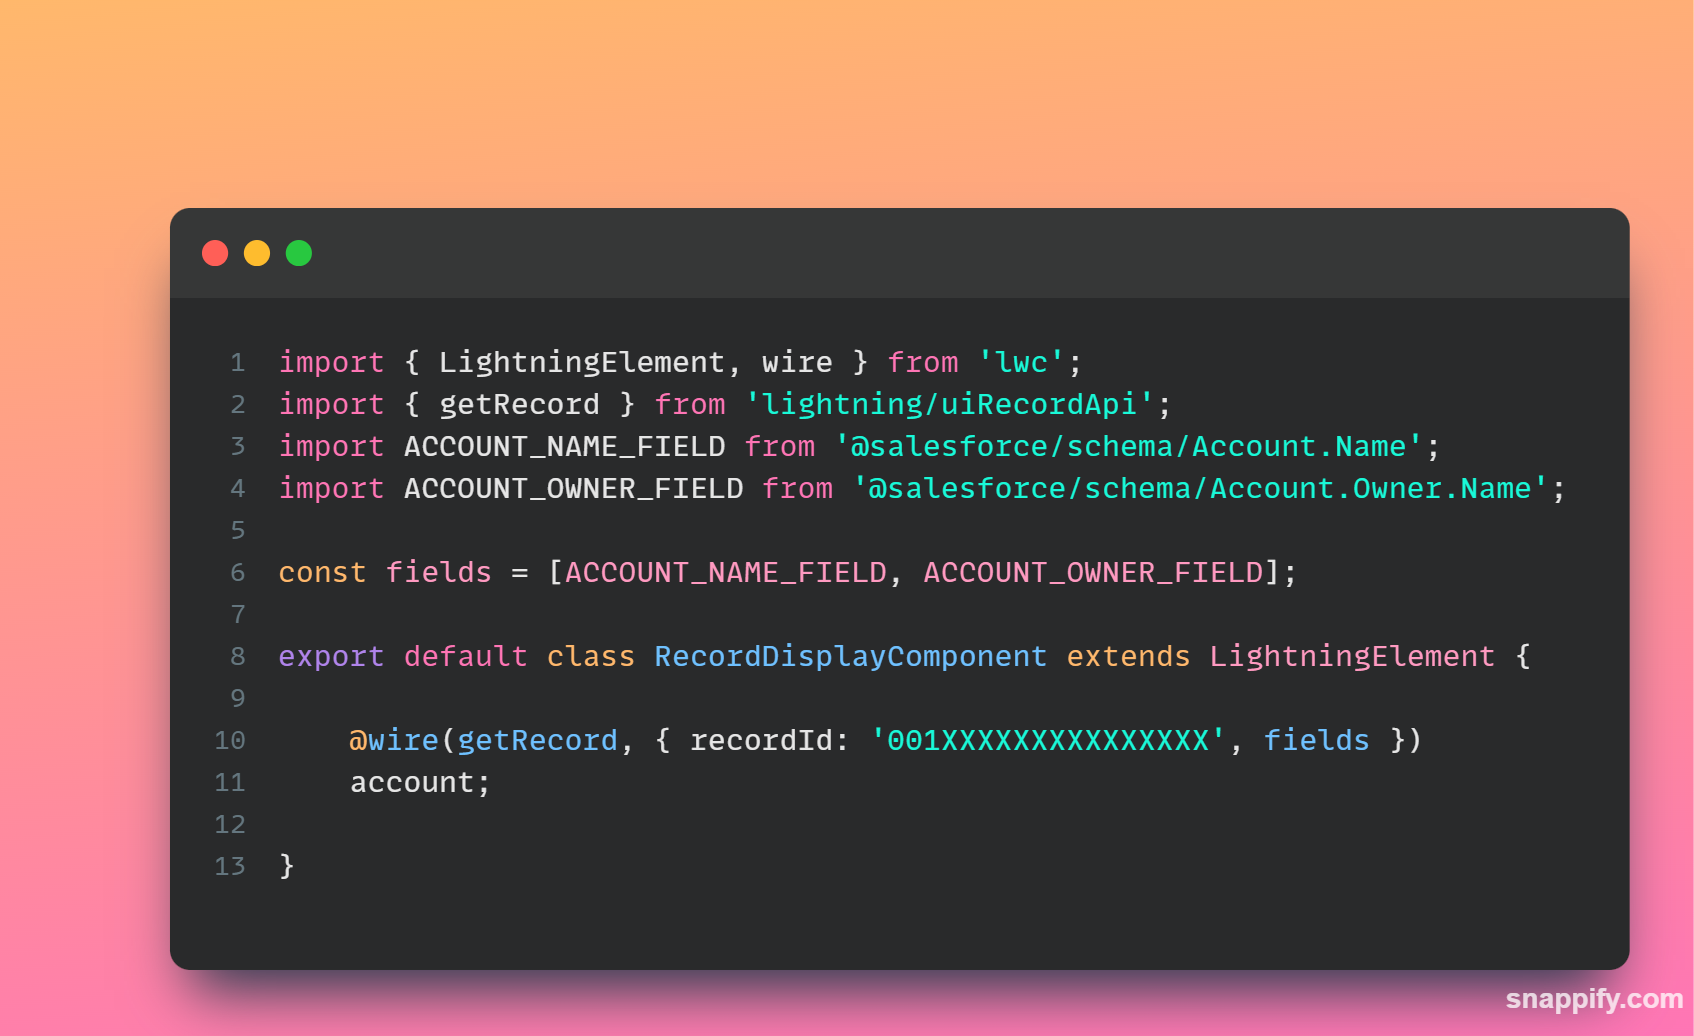 1 import { LightningElement, wire } from 'lwc';
2 import { getRecord } from 'lightning/uiRecordApi';
3 import ACCOUNT_NAME_FIELD from '@salesforce/schema/Account.Name';
4 import ACCOUNT_OWNER_FIELD from '@salesforce/schema/Account.Owner.Name';
5
6 const fields = [ACCOUNT_NAME_FIELD, ACCOUNT_OWNER_FIELD];
7
8 export default class RecordDisplayComponent extends LightningElement {
9
10     @wire(getRecord, { recordId: '001XXXXXXXXXXXXXXX', fields })
11     account;
12
13 }
snappify.com